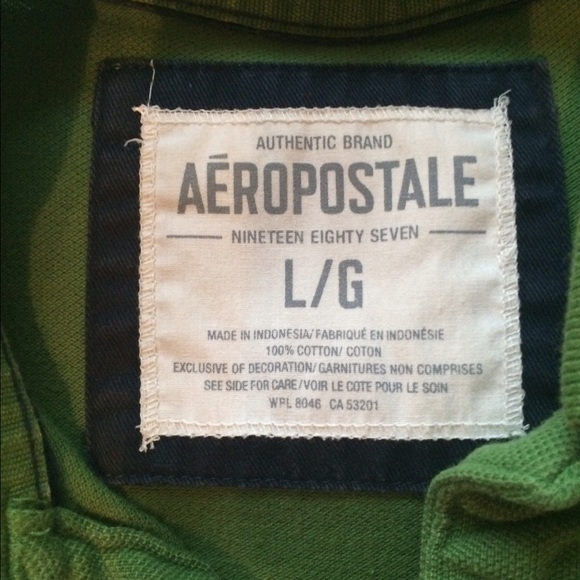 AUTHENTIC BRAND
AÉROPOSTALE
NINETEEN EIGHTY SEVEN
L/G
MADE IN INDONESIA/ FABRIQUÉ EN INDONÉSIE
100% COTTON/ COTON
EXCLUSIVE OF DECORATION/ GARNITURES NON COMPRISES
SEE SIDE FOR CARE/ VOIR LE COTE POUR LE SOIN
WPL 8046 CA 53201